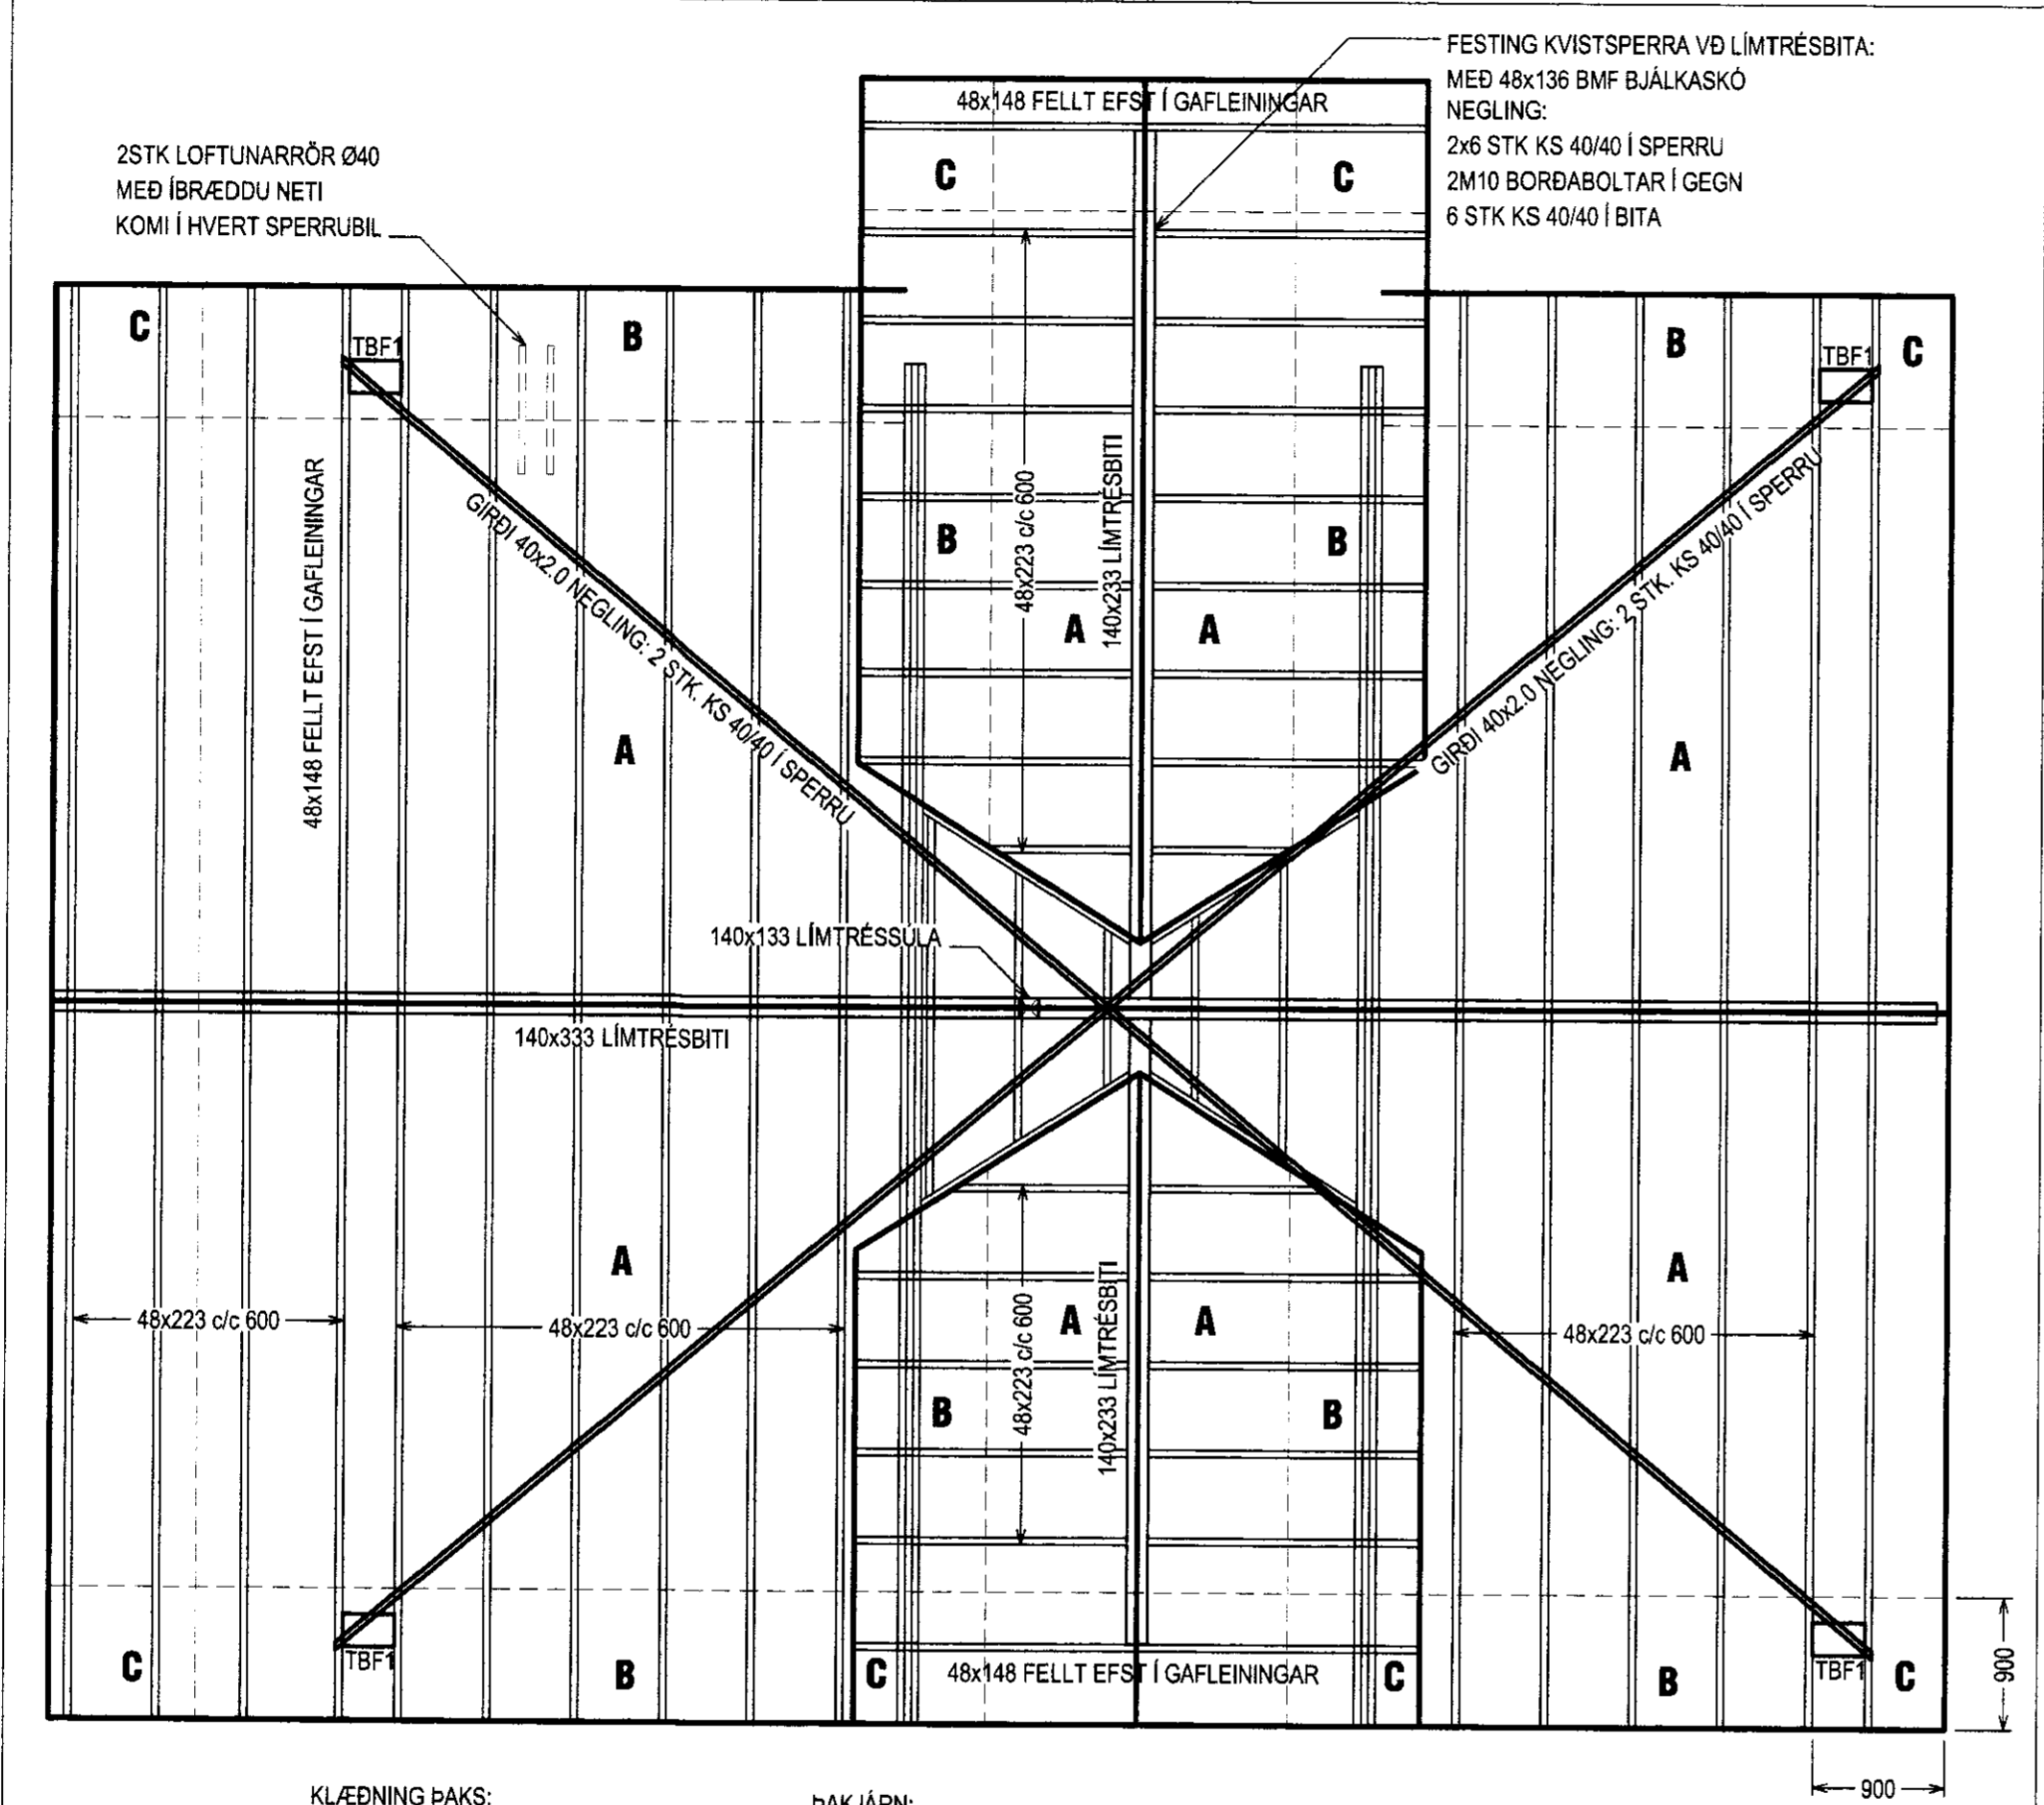 FESTING KVISTSPERRA VÐ LÍMTRÉSBITA:
MEÐ 48x136 BMF BJÁLKASKÓ
NEGLING:
2x6 STK KS 40/40 Í SPERRU
2M10 BORÐABOLTAR Í GEGN
6 STK KS 40/40 Í BITA
48x148 FELLT EFST Í GAFLEININGAR
2STK LOFTUNARRÖR Ø40
MEÐ ÍBRÆDDU NETI
KOMI Í HVERT SPERRUBIL
C
C
C
B
B
C
TBF1
TBF1
48x148 FELLT EFST Í GAFLEININGAR
GIRÐI 40x2.0 NEGLING: 2 STK. KS 40/40 Í SPERRU
48x223 c/c 600
140x233 LÍMTRÉSBITI
GIRÐI 40x2.0 NEGLING: 2 STK. KS 40/40 Í SPERRU
B
B
A
A
A
A
140x133 LÍMTRÉSSÚLA
140x333 LÍMTRÉSBITI
A
A
48x223 c/c 600
48x223 c/c 600
48x223 c/c 600
140x233 LÍMTRÉSBITI
A
A
48x223 c/c 600
B
B
C
TBF1
B
C
48x148 FELLT EFST Í GAFLEININGAR
C
B
TBF1
C
900
900
KLÆÐNING ÞAKS:
ÞAKJÁRN: